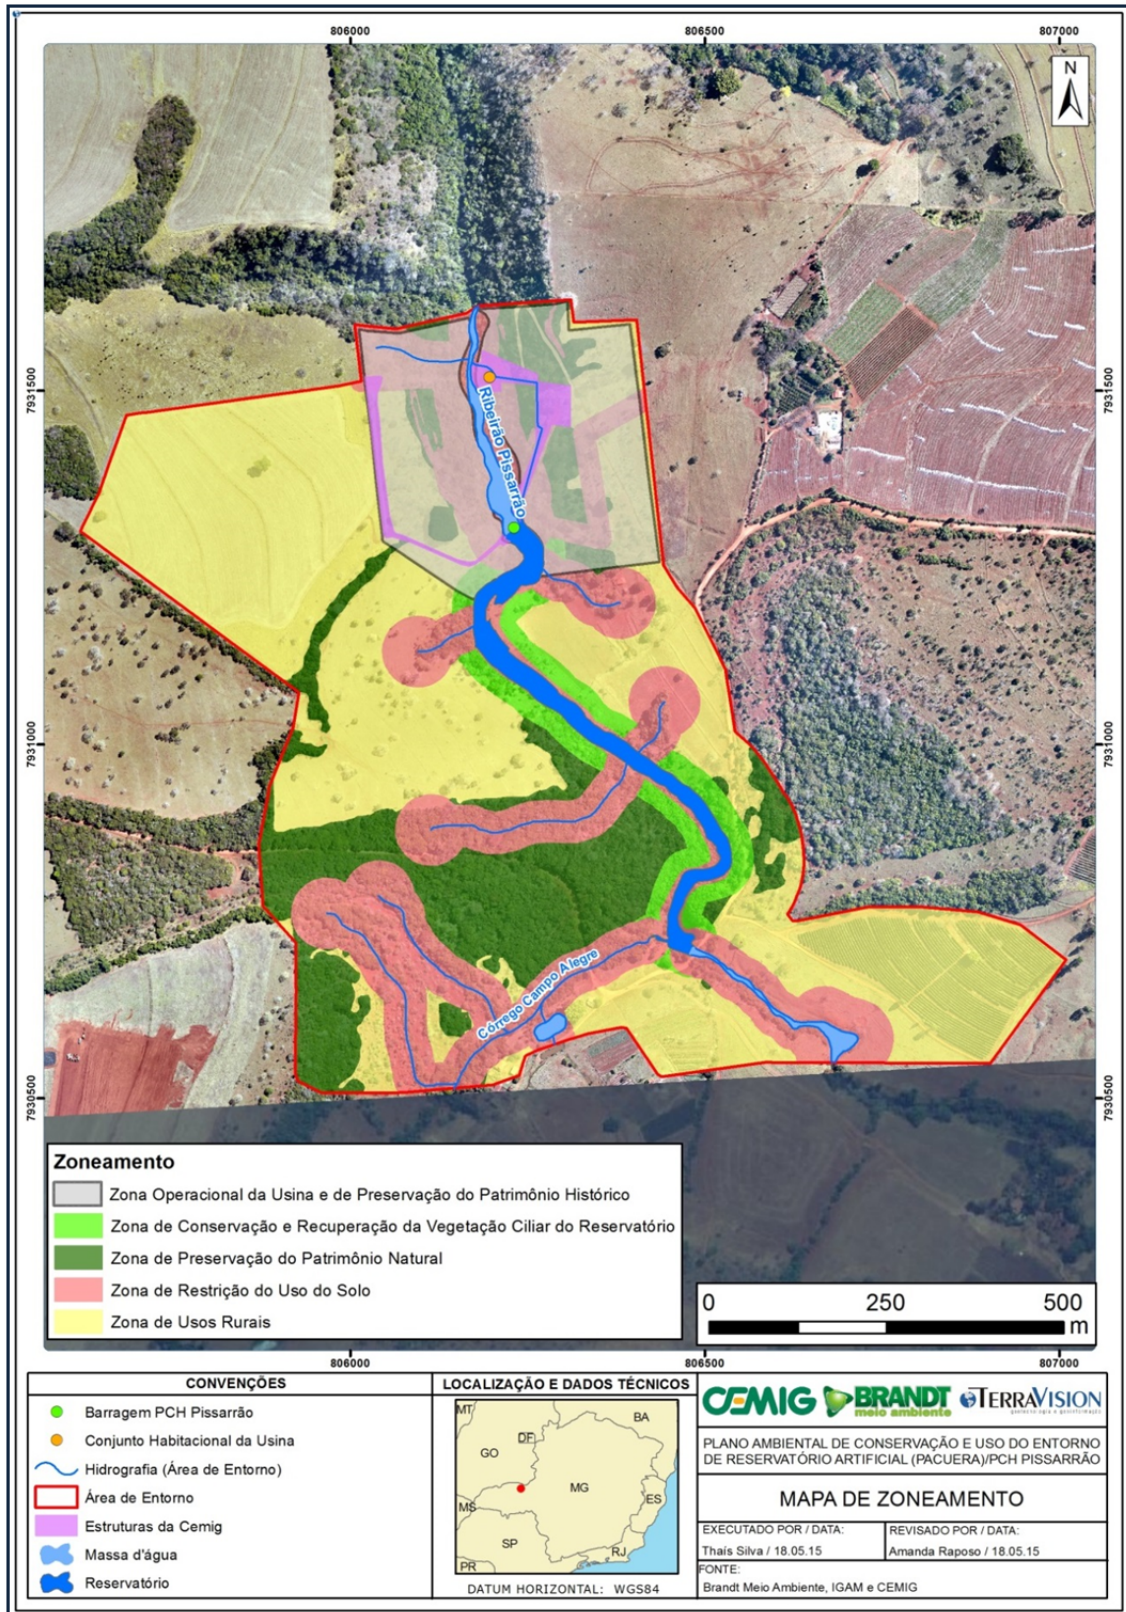 806000
806500
807000
N
7931500
7931500
Ribeirão Pissarrão
7931000
7931000
Córrego Campo Alegre
7930500
7930500
Zoneamento
Zona Operacional da Usina e de Preservação do Patrimônio Histórico
Zona de Conservação e Recuperação da Vegetação Ciliar do Reservatório
Zona de Preservação do Patrimônio Natural
Zona de Restrição do Uso do Solo
Zona de Usos Rurais
0 250 500
m
806000
806500
807000
CONVENÇÕES
Barragem PCH Pissarrão
Conjunto Habitacional da Usina
Hidrografia (Área de Entorno)
Área de Entorno
Estruturas da Cemig
Massa d'água
Reservatório
LOCALIZAÇÃO E DADOS TÉCNICOS
MT
BA
DF
GO
MG
MS
ES
SP
RJ
PR
DATUM HORIZONTAL: WGS84
CEMIG
BRANDT
meio ambiente
TERRAVISION
PLANO AMBIENTAL DE CONSERVAÇÃO E USO DO ENTORNO
DE RESERVATÓRIO ARTIFICIAL (PACUERA)/PCH PISSARRÃO
MAPA DE ZONEAMENTO
EXECUTADO POR / DATA:
Thaís Silva / 18.05.15
REVISADO POR / DATA:
Amanda Raposo / 18.05.15
FONTE:
Brandt Meio Ambiente, IGAM e CEMIG